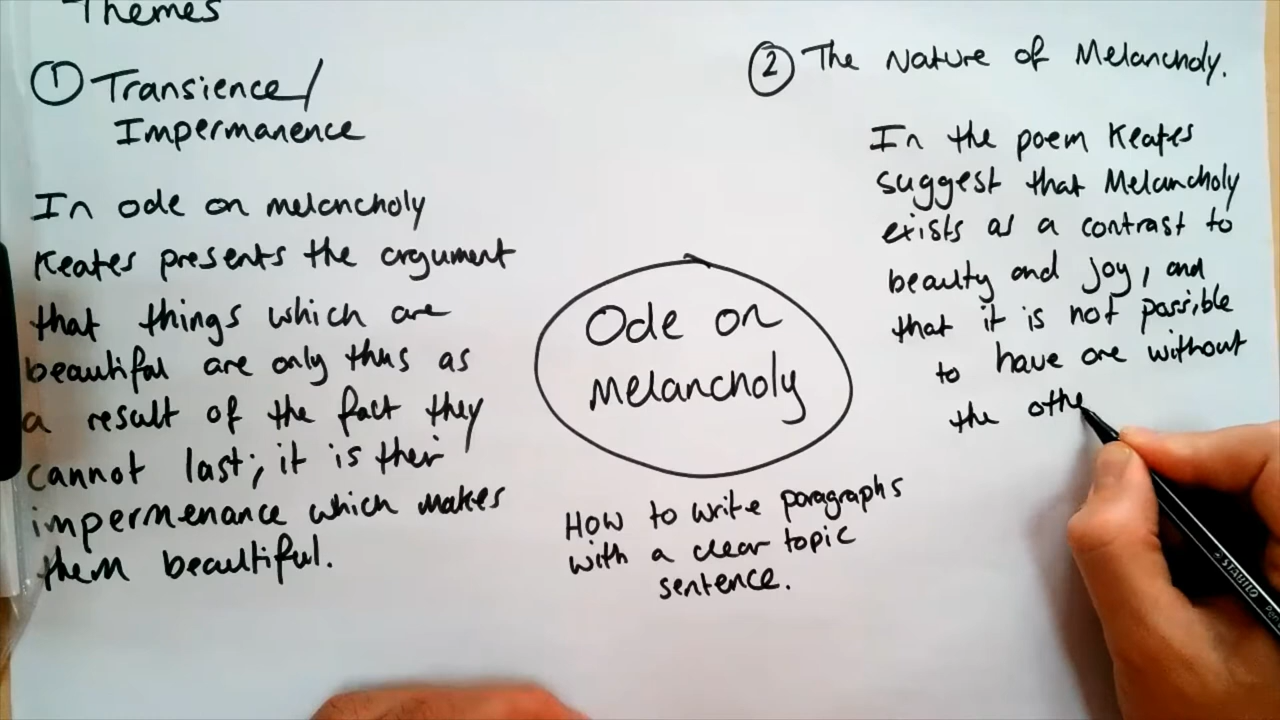 Themes
① Transience/
Impermanence
In ode on melancholy
Keates presents the argument
that things which are
beautiful are only thus as
a result of the fact they
cannot last; it is their
impermenance which makes
them beautiful.
Ode on
Melancholy
How to write paragraphs
with a clear topic
sentence.
② The Nature of Melancholy.
In the poem Keates
suggest that Melancholy
exists as a contrast to
beauty and joy, and
that it is not possible
to have one without
the othe
STABILO